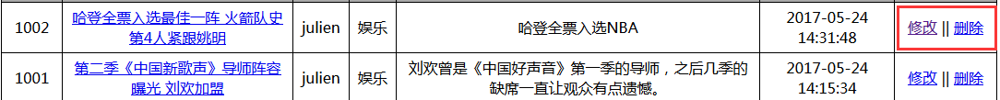 1002 哈登全票入选最佳一阵 火箭队史 julien 娱乐 哈登全票入选NBA 2017-05-24 修改 || 删除
第4人紧跟姚明 14:31:48
1001 第二季《中国新歌声》导师阵容 julien 娱乐 刘欢曾是《中国好声音》第一季的导师，之后几季的 2017-05-24 修改 || 删除
曝光 刘欢加盟 缺席一直让观众有点遗憾。 14:15:34